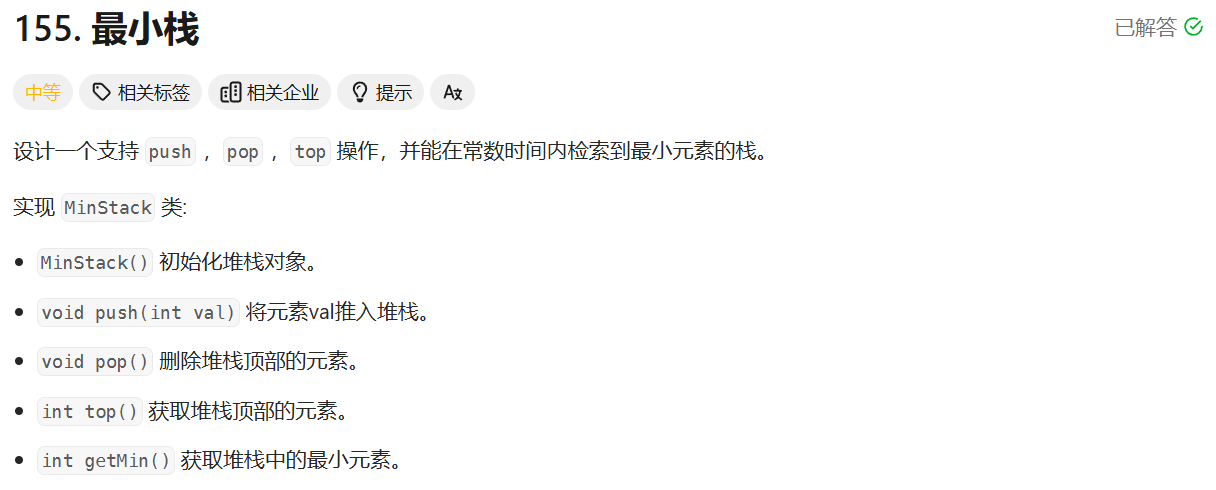 155. 最小栈
已解答
中等 相关标签 相关企业 提示 Aあ
设计一个支持 push ，pop ，top 操作，并能在常数时间内检索到最小元素的栈。
实现 MinStack 类:
MinStack() 初始化堆栈对象。
void push(int val) 将元素val推入堆栈。
void pop() 删除堆栈顶部的元素。
int top() 获取堆栈顶部的元素。
int getMin() 获取堆栈中的最小元素。